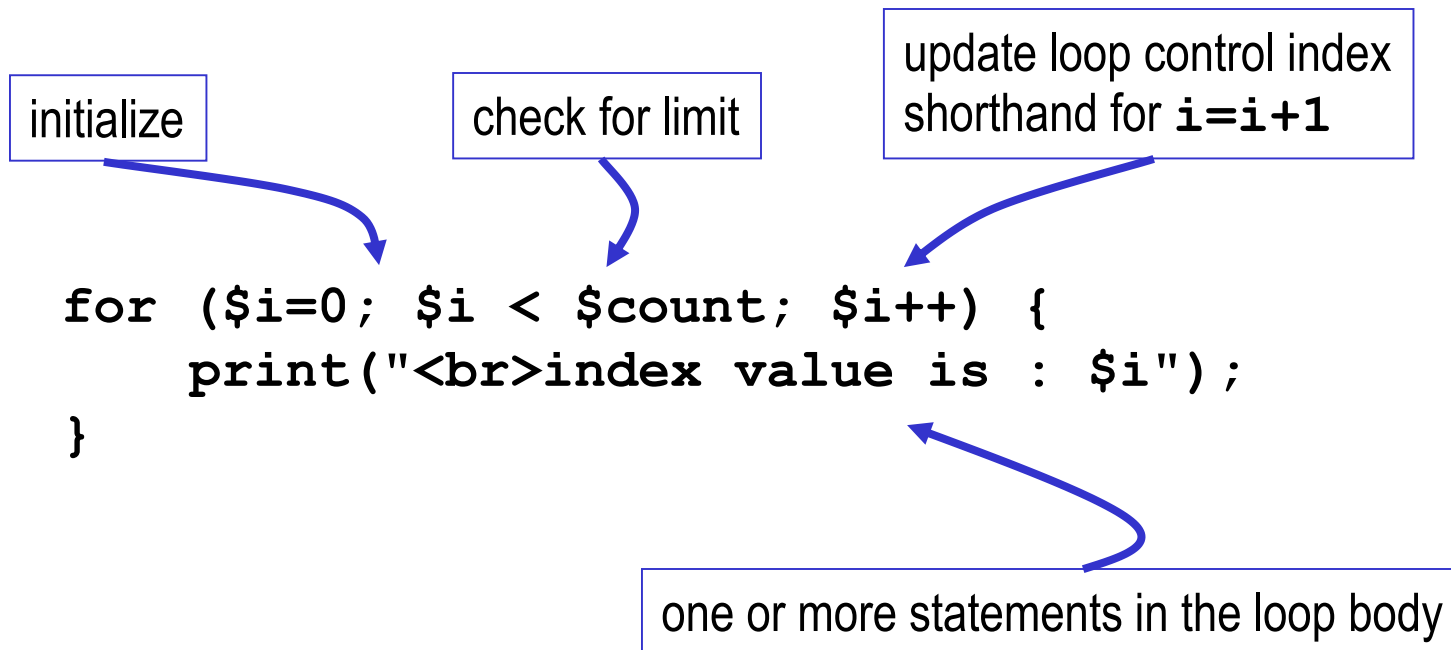 update loop control index
shorthand for i=i+1
initialize
check for limit
for ($i=0; $i < $count; $i++) {
print("<br>index value is : $i");
}
one or more statements in the loop body